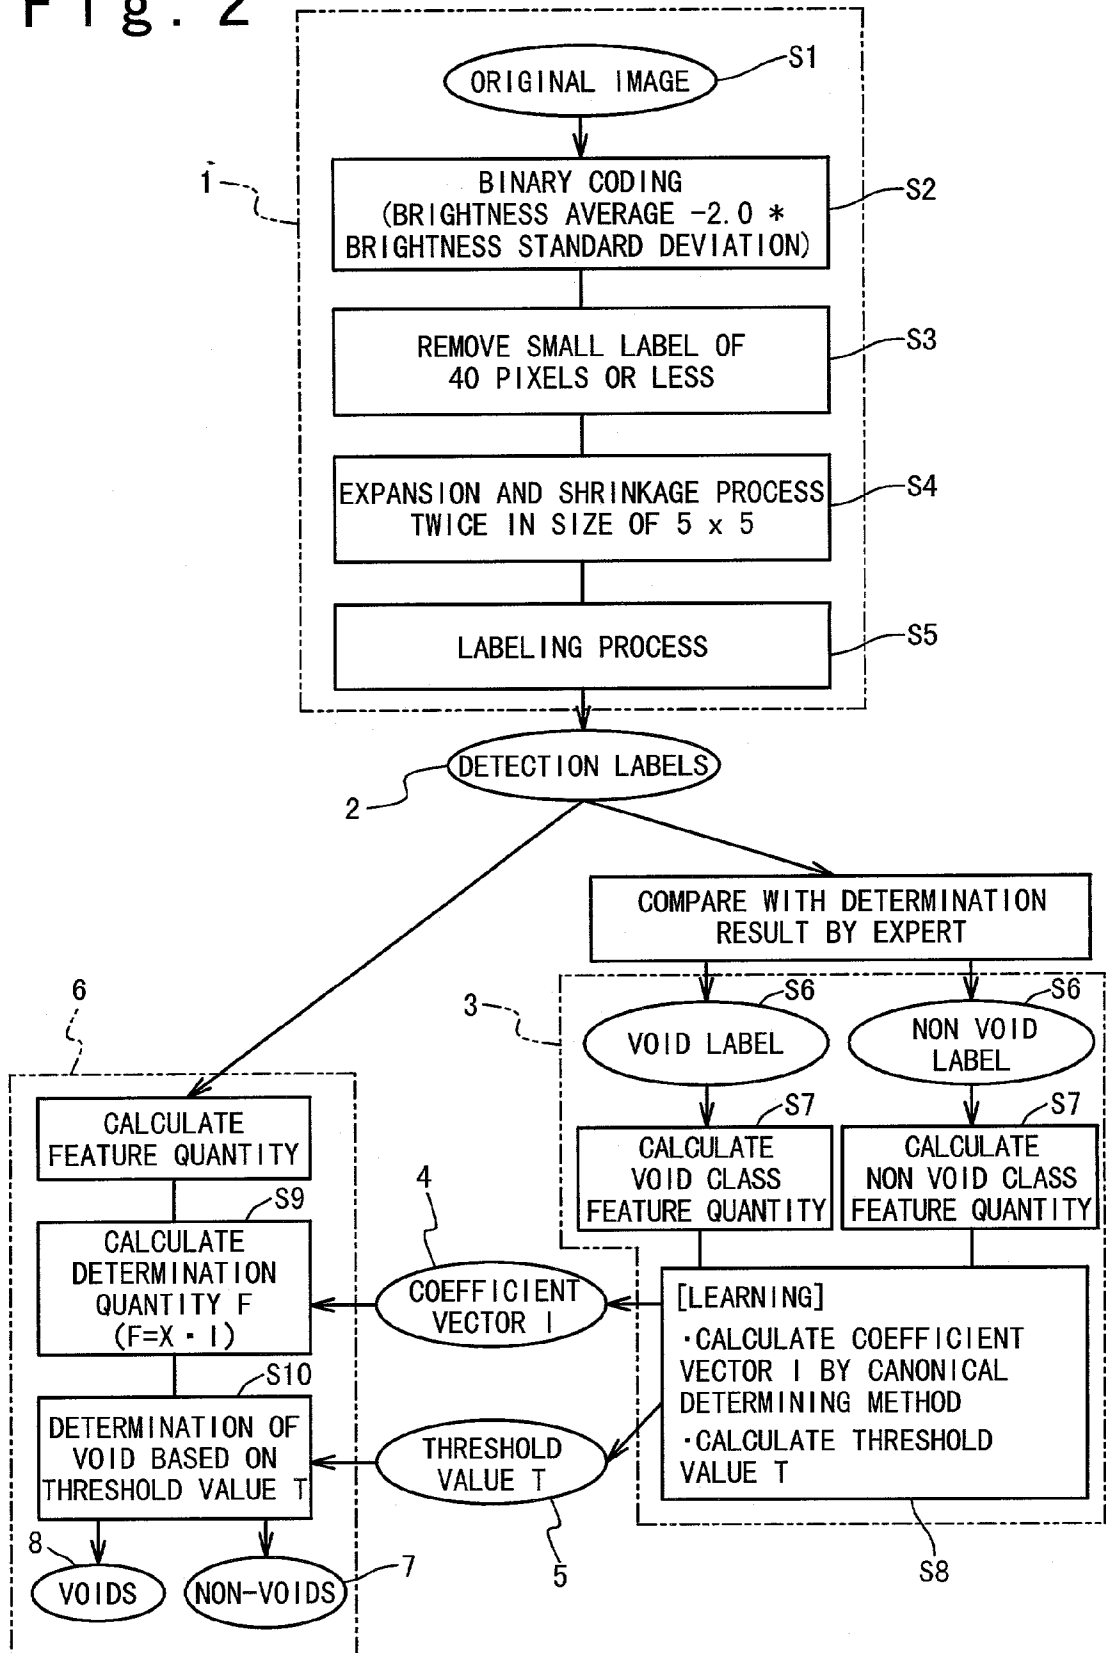 Fig. 2
ORIGINAL IMAGE
S1
1
BINARY CODING
(BRIGHTNESS AVERAGE -2.0 *
BRIGHTNESS STANDARD DEVIATION)
S2
REMOVE SMALL LABEL OF
40 PIXELS OR LESS
S3
EXPANSION AND SHRINKAGE PROCESS
TWICE IN SIZE OF 5 x 5
S4
LABELING PROCESS
S5
DETECTION LABELS
2
COMPARE WITH DETERMINATION
RESULT BY EXPERT
3
VOID LABEL
S6
NON VOID
LABEL
S6
CALCULATE
VOID CLASS
FEATURE QUANTITY
S7
CALCULATE
NON VOID CLASS
FEATURE QUANTITY
S7
[LEARNING]
・CALCULATE COEFFICIENT
VECTOR I BY CANONICAL
DETERMINING METHOD
・CALCULATE THRESHOLD
VALUE T
S8
4
COEFFICIENT
VECTOR I
THRESHOLD
VALUE T
5
6
CALCULATE
FEATURE QUANTITY
S9
CALCULATE
DETERMINATION
QUANTITY F
(F=X・I)
S10
DETERMINATION OF
VOID BASED ON
THRESHOLD VALUE T
8
VOIDS
NON-VOIDS
7